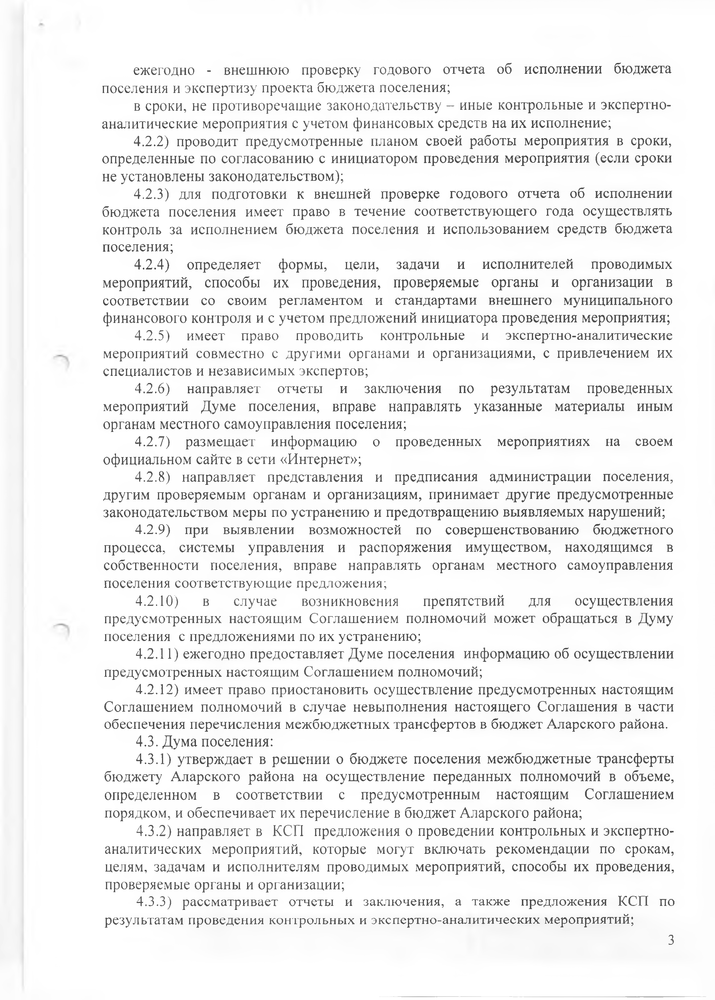 ежегодно - внешнюю проверку годового отчета об исполнении бюджета
поселения и экспертизу проекта бюджета поселения;
в сроки, не противоречащие законодательству – иные контрольные и экспертно-
аналитические мероприятия с учетом финансовых средств на их исполнение;
4.2.2) проводит предусмотренные планом своей работы мероприятия в сроки,
определенные по согласованию с инициатором проведения мероприятия (если сроки
не установлены законодательством);
4.2.3) для подготовки к внешней проверке годового отчета об исполнении
бюджета поселения имеет право в течение соответствующего года осуществлять
контроль за исполнением бюджета поселения и использованием средств бюджета
поселения;
4.2.4) определяет формы, цели, задачи и исполнителей проводимых
мероприятий, способы их проведения, проверяемые органы и организации в
соответствии со своим регламентом и стандартами внешнего муниципального
финансового контроля и с учетом предложений инициатора проведения мероприятия;
4.2.5) имеет право проводить контрольные и экспертно-аналитические
мероприятий совместно с другими органами и организациями, с привлечением их
специалистов и независимых экспертов;
4.2.6) направляет отчеты и заключения по результатам проведенных
мероприятий Думе поселения, вправе направлять указанные материалы иным
органам местного самоуправления поселения;
4.2.7) размещает информацию о проведенных мероприятиях на своем
официальном сайте в сети «Интернет»;
4.2.8) направляет представления и предписания администрации поселения,
другим проверяемым органам и организациям, принимает другие предусмотренные
законодательством меры по устранению и предотвращению выявляемых нарушений;
4.2.9) при выявлении возможностей по совершенствованию бюджетного
процесса, системы управления и распоряжения имуществом, находящимся в
собственности поселения, вправе направлять органам местного самоуправления
поселения соответствующие предложения;
4.2.10) в случае возникновения препятствий для осуществления
предусмотренных настоящим Соглашением полномочий может обращаться в Думу
поселения с предложениями по их устранению;
4.2.11) ежегодно предоставляет Думе поселения информацию об осуществлении
предусмотренных настоящим Соглашением полномочий;
4.2.12) имеет право приостановить осуществление предусмотренных настоящим
Соглашением полномочий в случае невыполнения настоящего Соглашения в части
обеспечения перечисления межбюджетных трансфертов в бюджет Аларского района.
4.3. Дума поселения:
4.3.1) утверждает в решении о бюджете поселения межбюджетные трансферты
бюджету Аларского района на осуществление переданных полномочий в объеме,
определенном в соответствии с предусмотренным настоящим Соглашением
порядком, и обеспечивает их перечисление в бюджет Аларского района;
4.3.2) направляет в КСП предложения о проведении контрольных и экспертно-
аналитических мероприятий, которые могут включать рекомендации по срокам,
целям, задачам и исполнителям проводимых мероприятий, способы их проведения,
проверяемые органы и организации;
4.3.3) рассматривает отчеты и заключения, а также предложения КСП по
результатам проведения контрольных и экспертно-аналитических мероприятий;
3